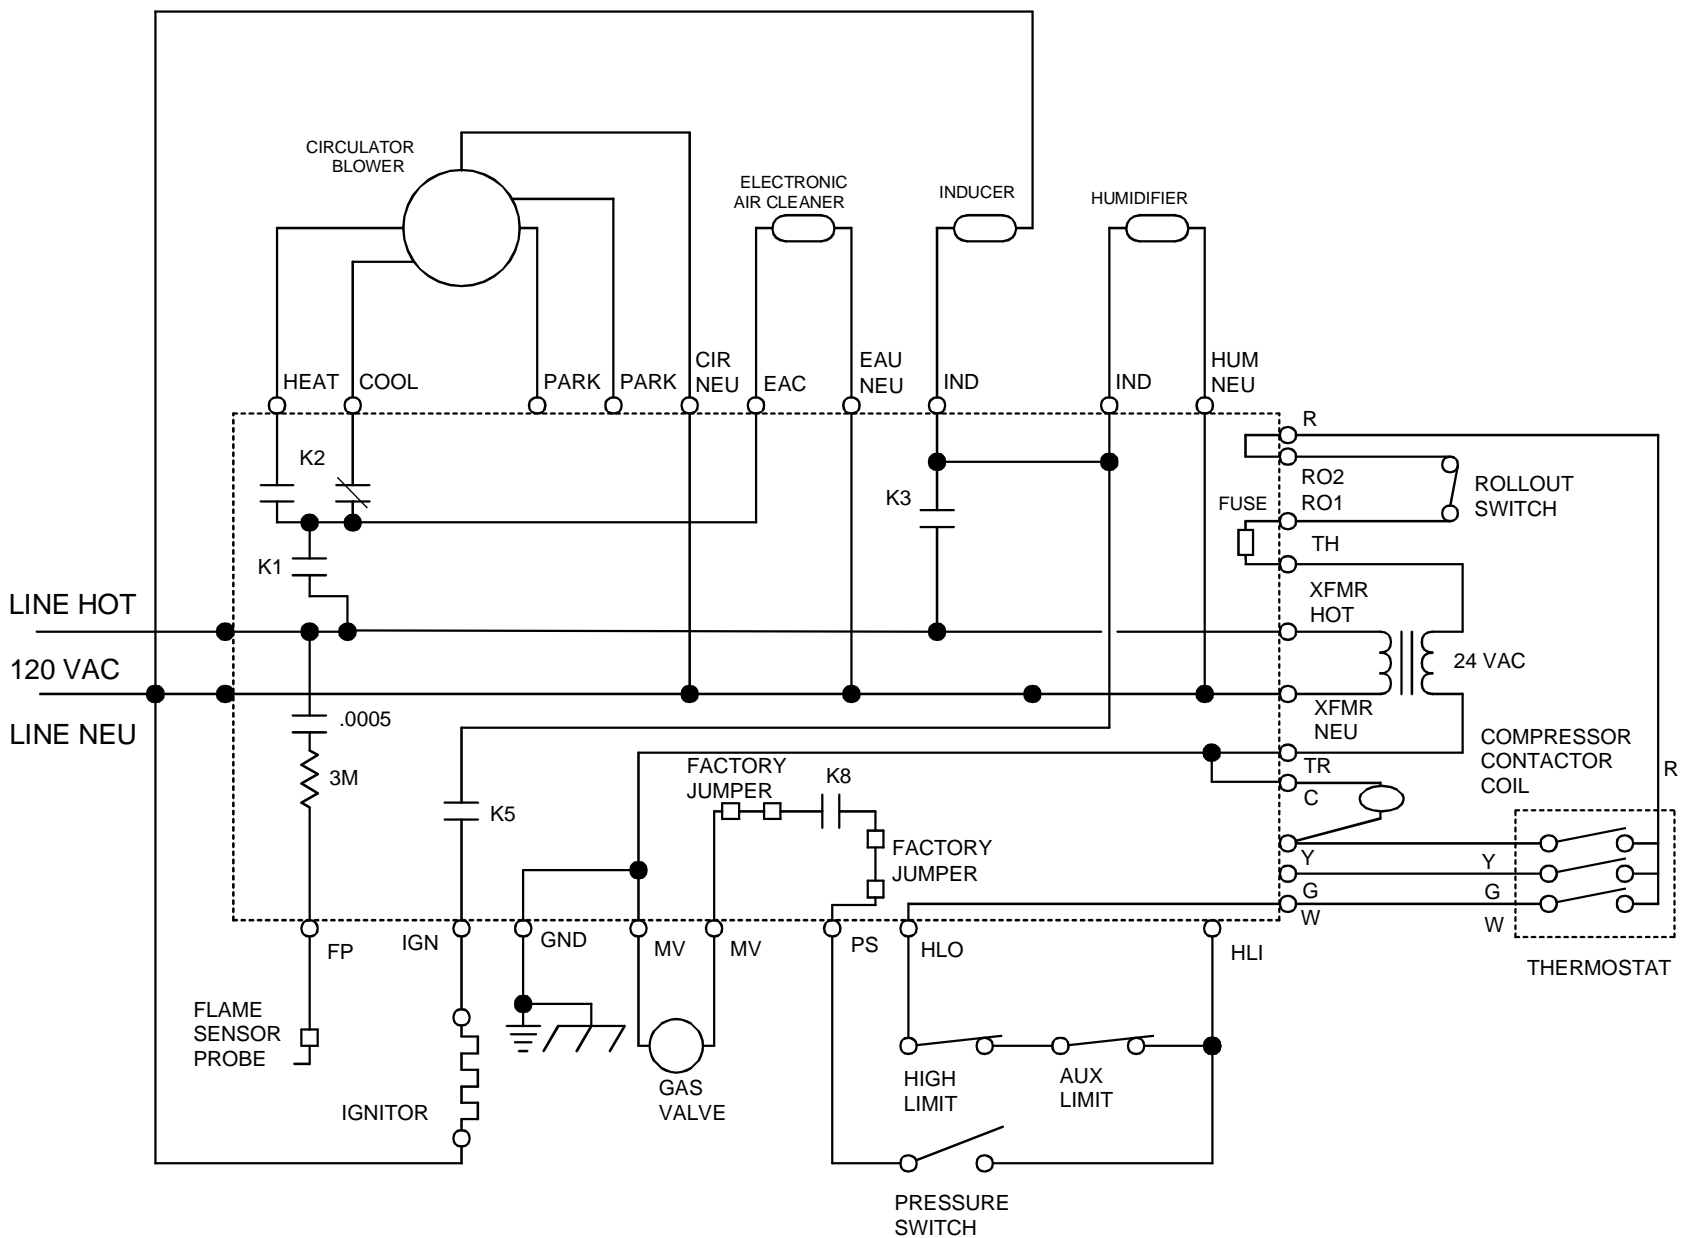 CIRCULATOR
BLOWER
ELECTRONIC
AIR CLEANER
INDUCER
HUMIDIFIER
HEAT
COOL
PARK
PARK
CIR
NEU
EAC
EAU
NEU
IND
IND
HUM
NEU
R
K2
K3
RO2
RO1
ROLLOUT
SWITCH
FUSE
TH
K1
XFMR
HOT
LINE HOT
120 VAC
LINE NEU
24 VAC
XFMR
NEU
.0005
3M
K5
FACTORY
JUMPER
K8
FACTORY
JUMPER
TR
C
COMPRESSOR
CONTACTOR
COIL
R
Y
Y
G
G
W
W
THERMOSTAT
FP
IGN
GND
MV
MV
PS
HLO
HLI
FLAME
SENSOR
PROBE
IGNITOR
GAS
VALVE
HIGH
LIMIT
AUX
LIMIT
PRESSURE
SWITCH